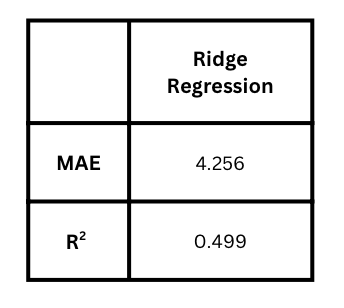 Ridge
Regression
MAE
4.256
R²
0.499